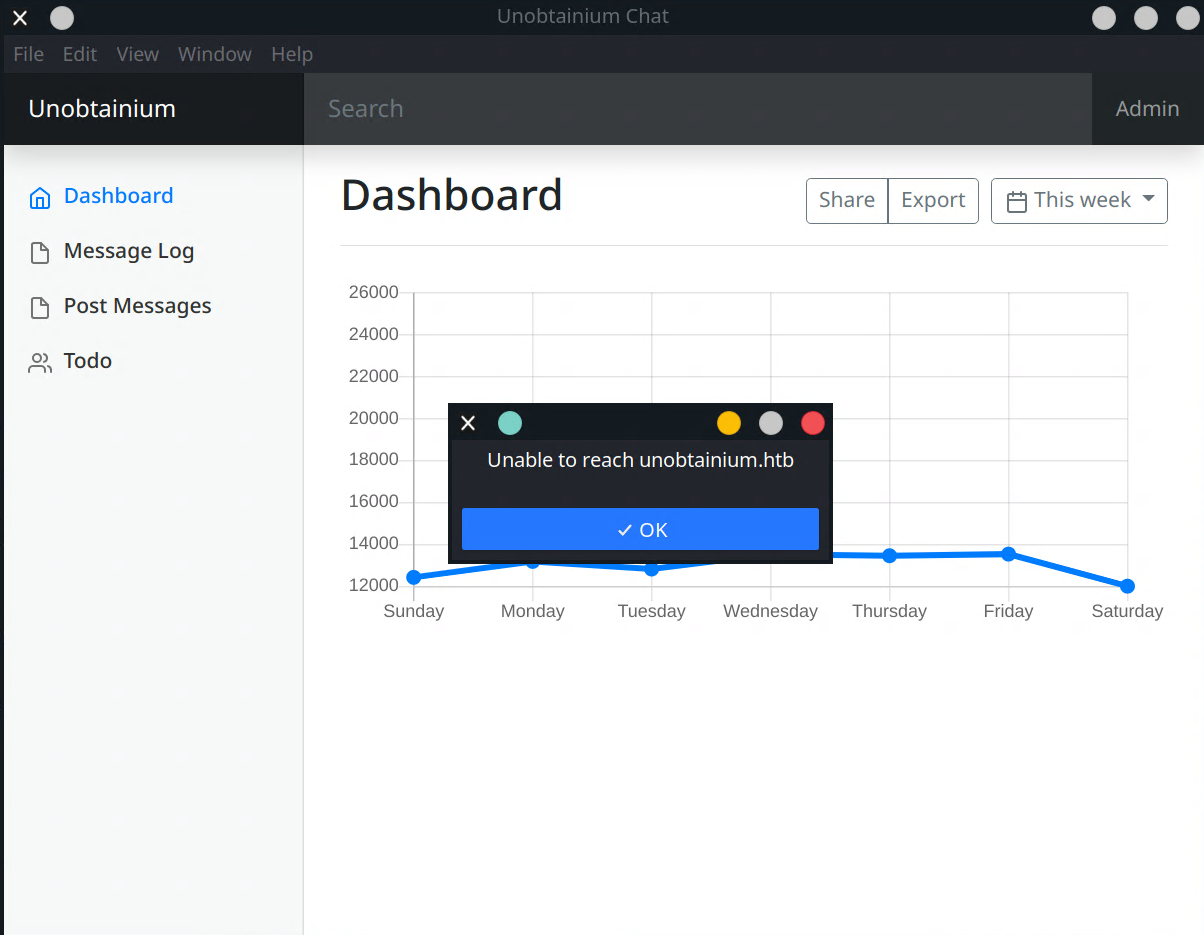 Unobtainium Chat
File Edit View Window Help
Unobtainium
Search
Admin
Dashboard
Message Log
Post Messages
Todo
Dashboard
Share
Export
This week
26000
24000
22000
20000
18000
16000
14000
12000
Sunday Monday Tuesday Wednesday Thursday Friday Saturday
Unable to reach unobtainium.htb
OK